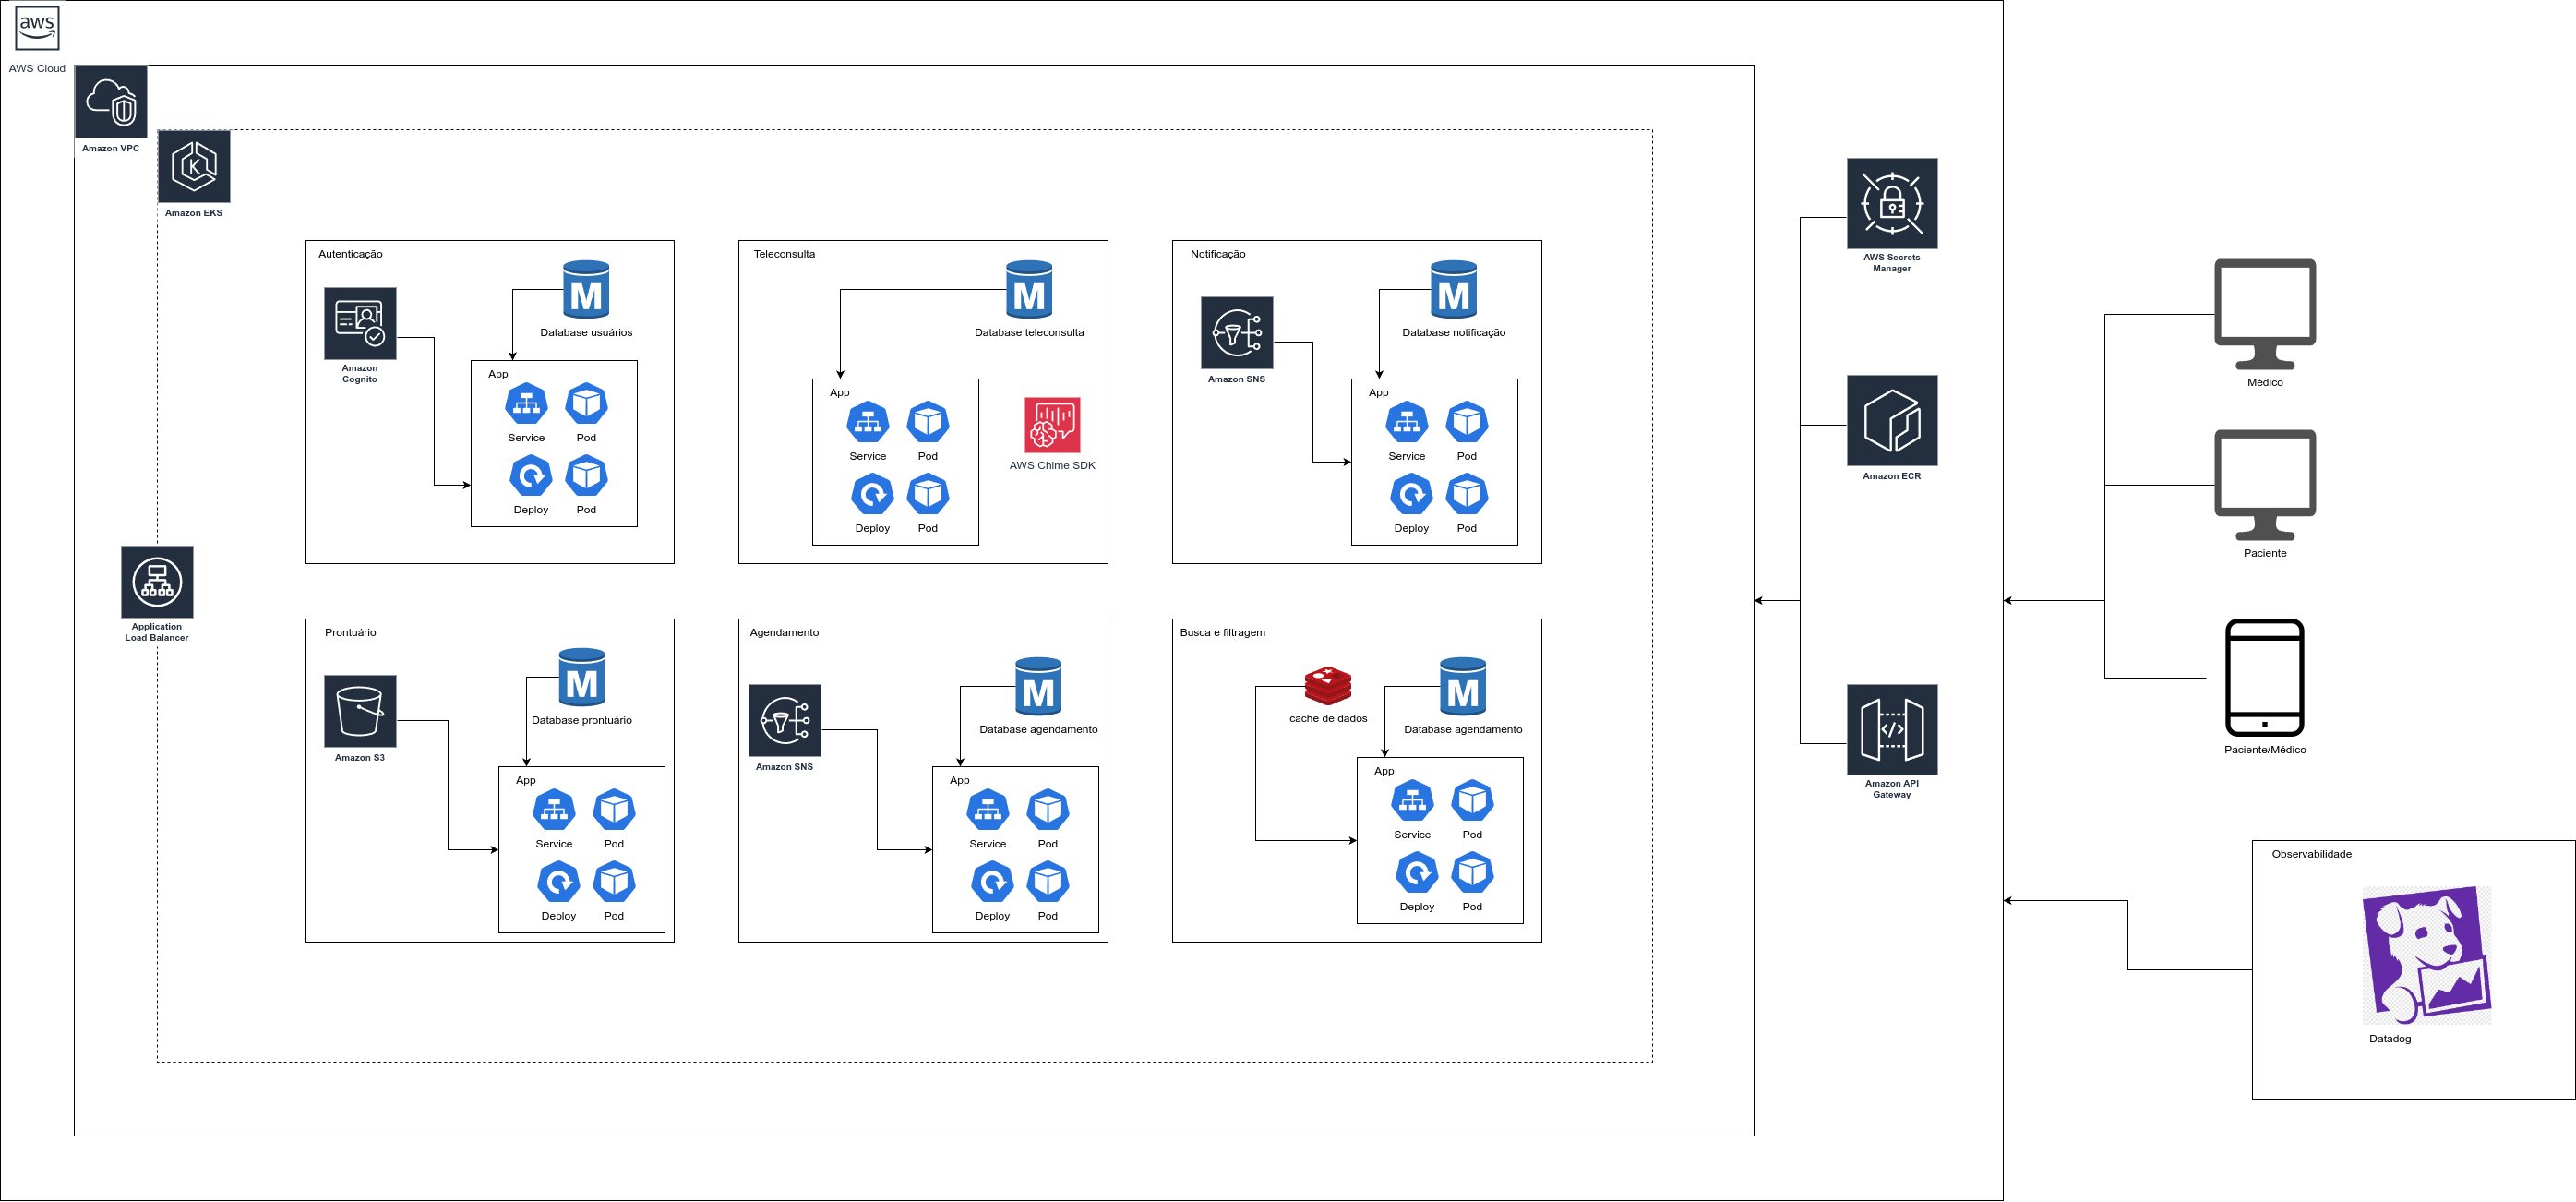 aws
AWS Cloud
Amazon VPC
K
Amazon EKS
Autenticação
Amazon
Cognito
M
Database usuários
App
Service
Pod
Deploy
Pod
Teleconsulta
M
Database teleconsulta
App
Service
Pod
Deploy
Pod
AWS Chime SDK
Notificação
Amazon SNS
M
Database notificação
App
Service
Pod
Deploy
Pod
Application
Load Balancer
Prontuário
Amazon S3
M
Database prontuário
App
Service
Pod
Deploy
Pod
Agendamento
Amazon SNS
M
Database agendamento
App
Service
Pod
Deploy
Pod
Busca e filtragem
cache de dados
M
Database agendamento
App
Service
Pod
Deploy
Pod
AWS Secrets
Manager
Amazon ECR
</>
Amazon API
Gateway
Médico
Paciente
Paciente/Médico
Observabilidade
Datadog